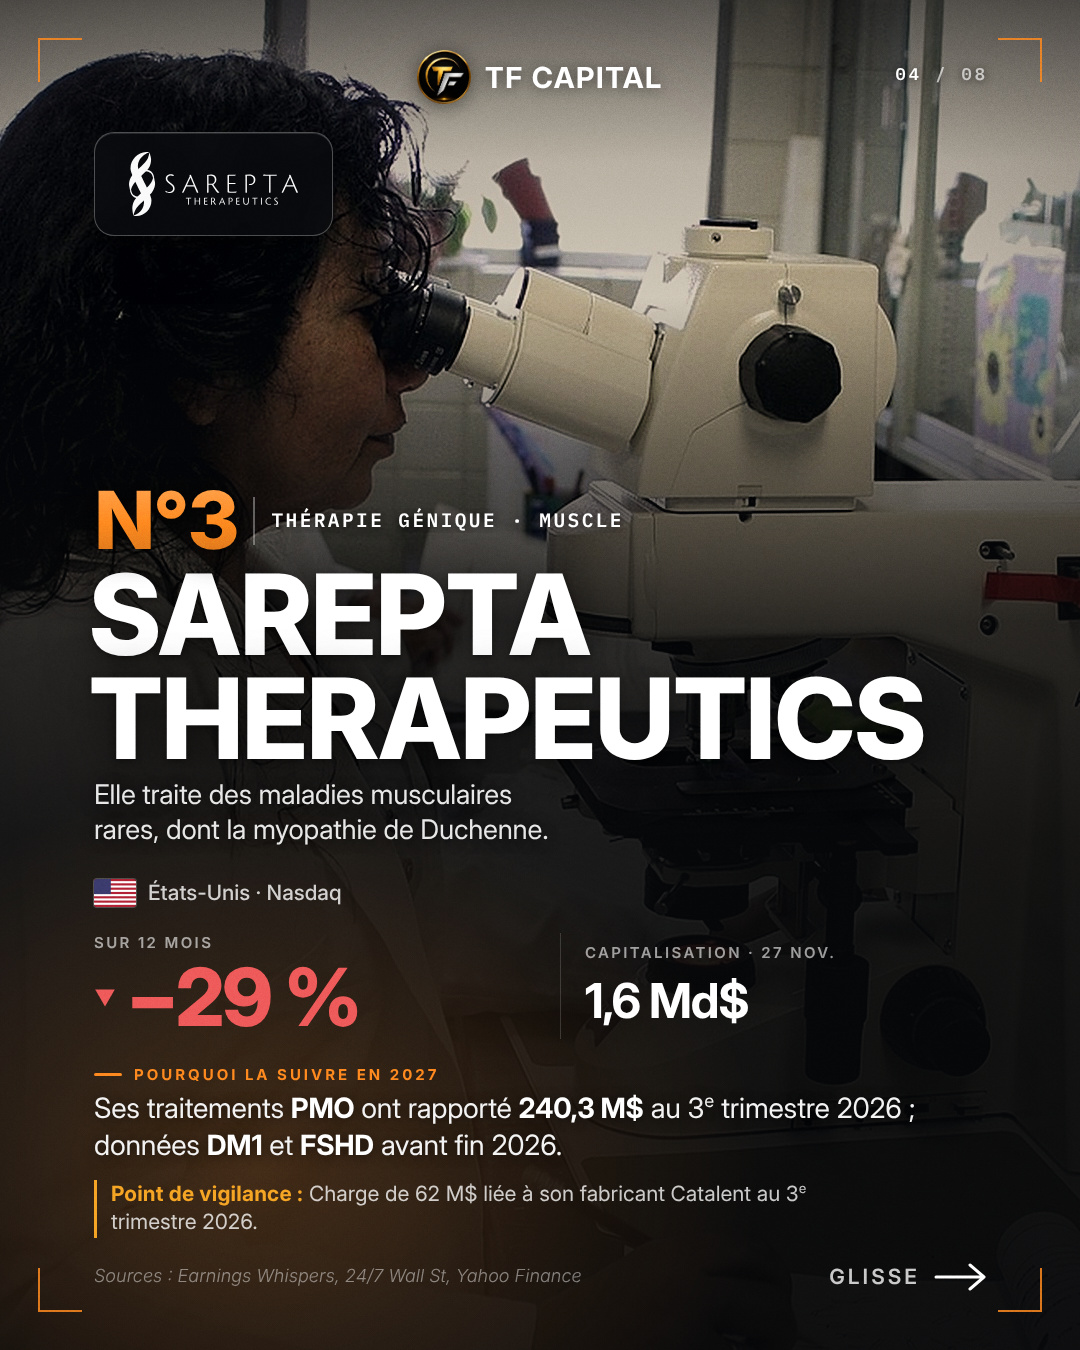 TF CAPITAL
04 / 08
SAREPTA
THERAPEUTICS
N°3
THÉRAPIE GÉNIQUE · MUSCLE
SAREPTA
THERAPEUTICS
Elle traite des maladies musculaires
rares, dont la myopathie de Duchenne.
États-Unis · Nasdaq
SUR 12 MOIS
▼ –29 %
CAPITALISATION · 27 NOV.
1,6 Md$
POURQUOI LA SUIVRE EN 2027
Ses traitements PMO ont rapporté 240,3 M$ au 3e trimestre 2026 ;
données DM1 et FSHD avant fin 2026.
Point de vigilance : Charge de 62 M$ liée à son fabricant Catalent au 3e
trimestre 2026.
Sources : Earnings Whispers, 24/7 Wall St, Yahoo Finance
GLISSE →